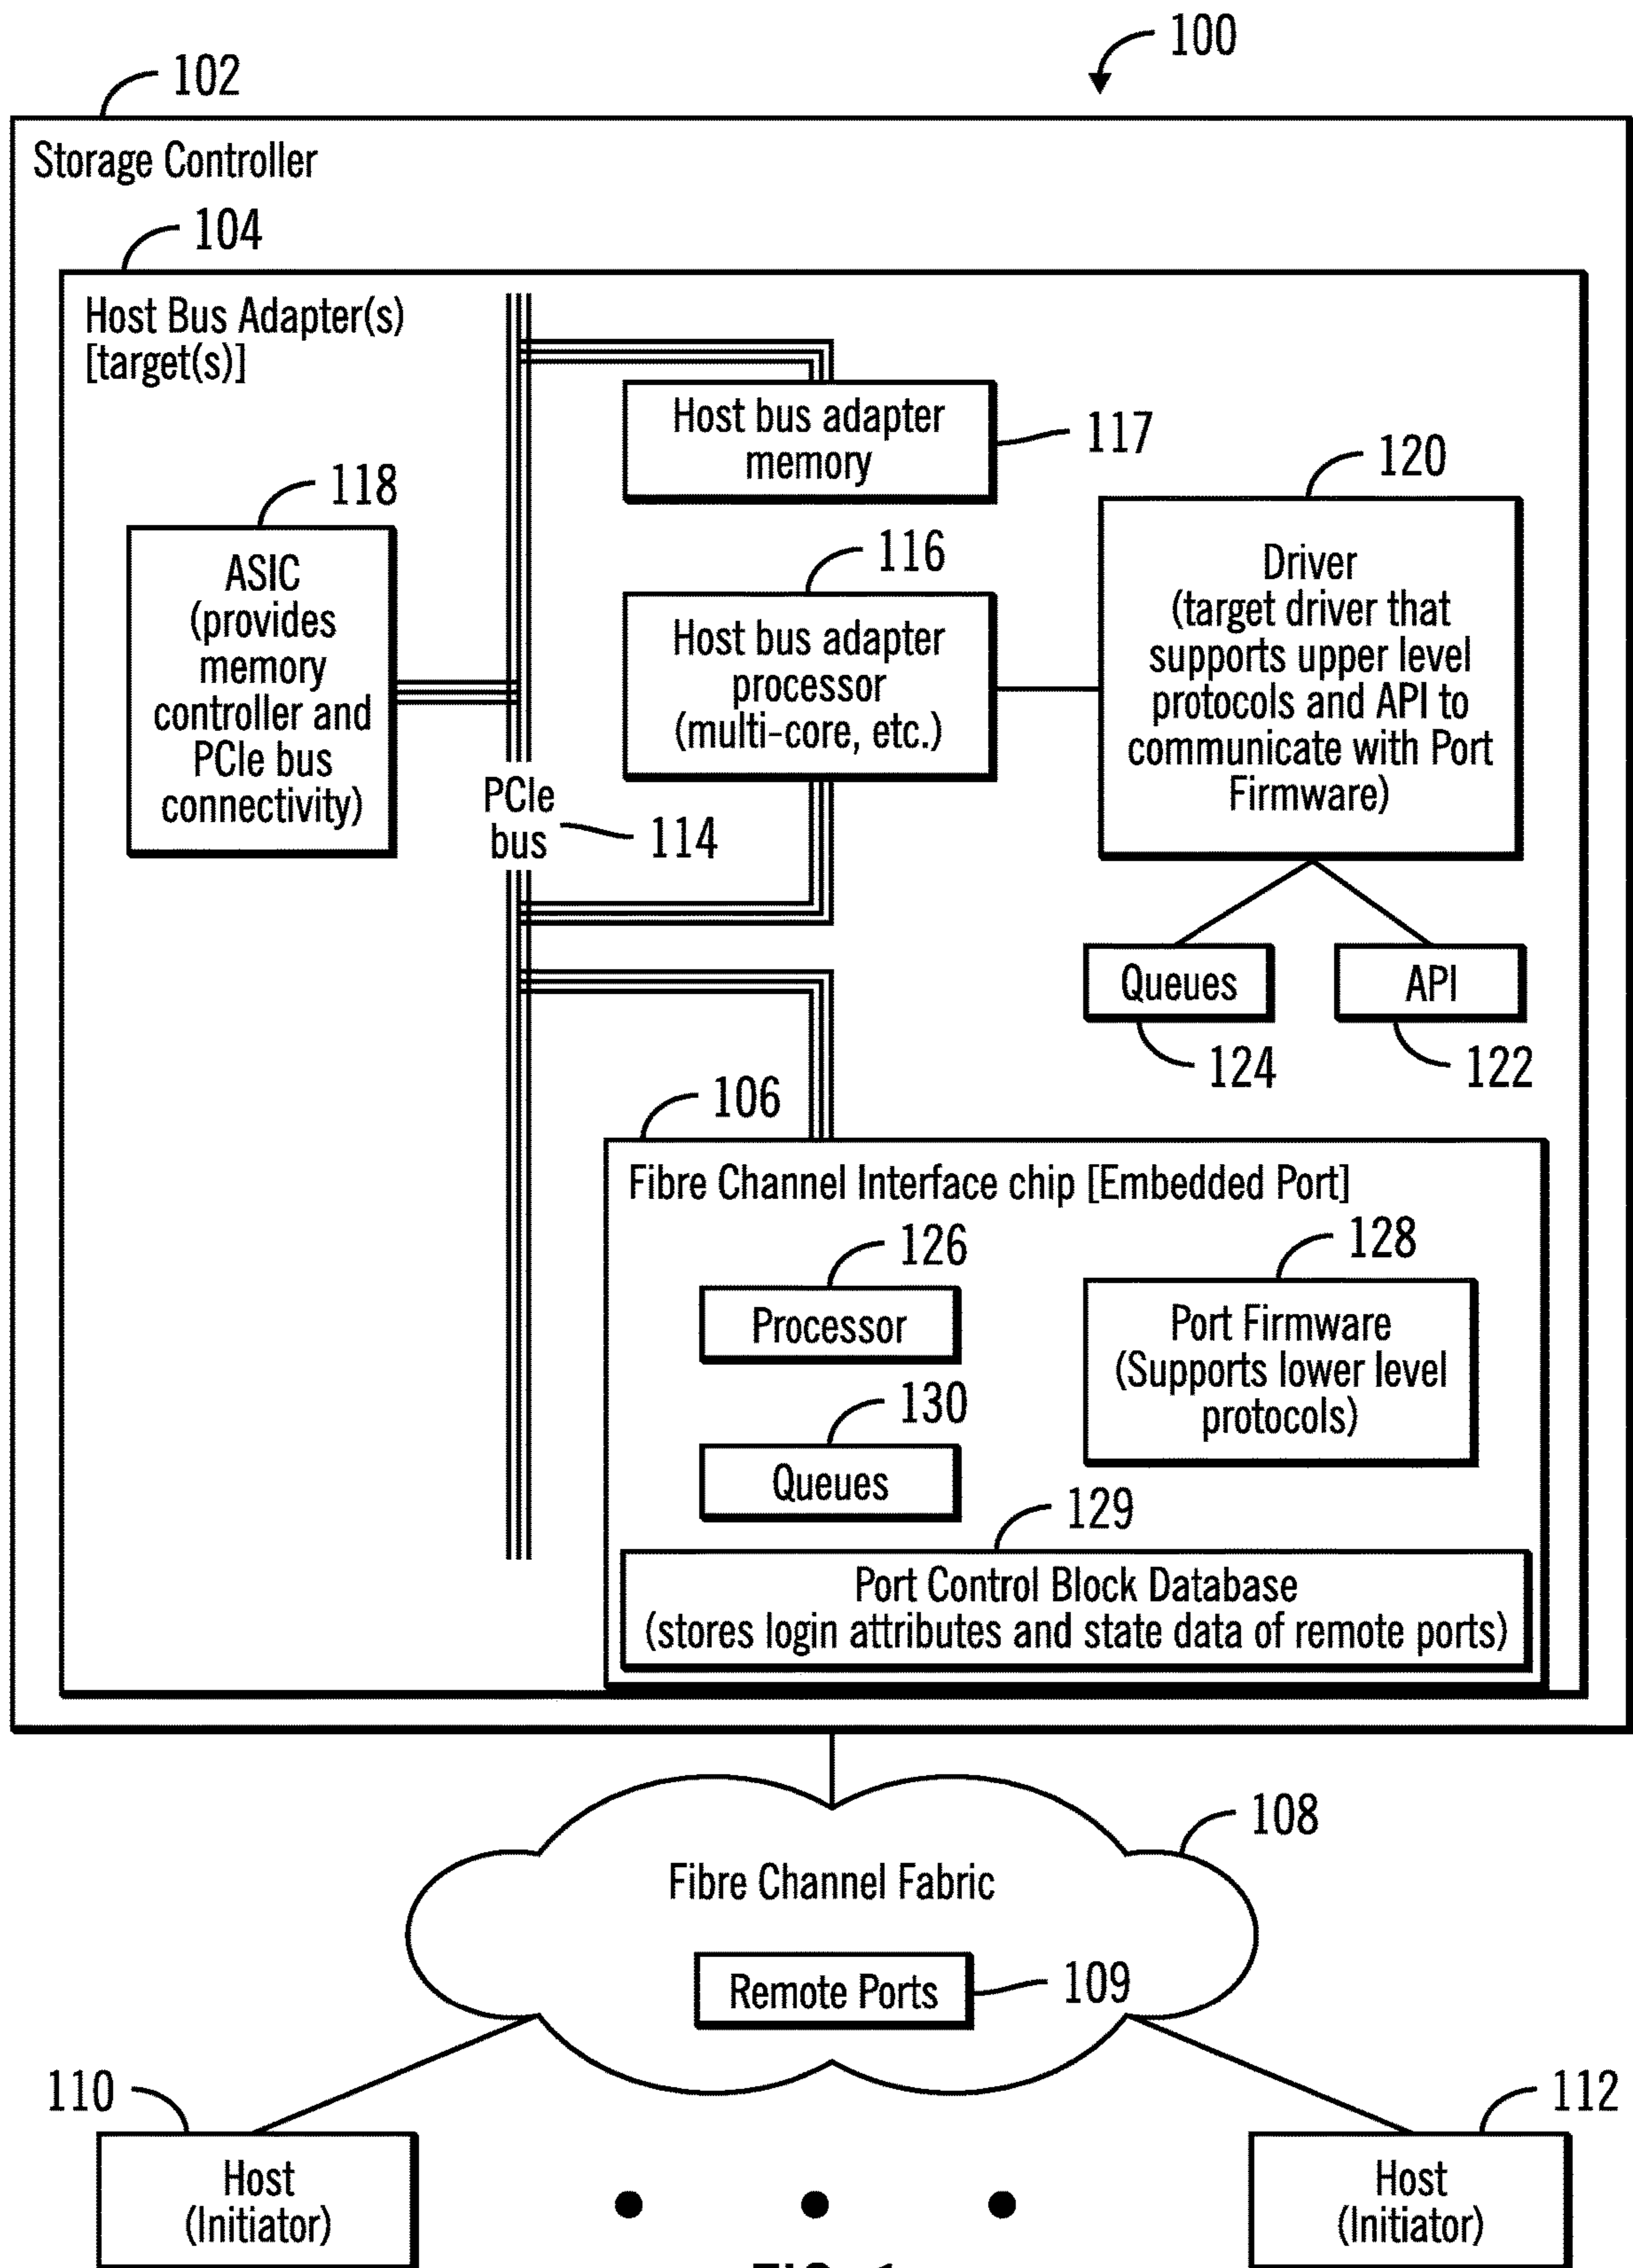 100
102
Storage Controller
104
Host Bus Adapter(s)
[target(s)]
Host bus adapter
memory
117
120
118
ASIC
(provides
memory
controller and
PCIe bus
connectivity)
116
Host bus adapter
processor
(multi-core, etc.)
Driver
(target driver that
supports upper level
protocols and API to
communicate with Port
Firmware)
PCIe
bus
114
Queues
API
124
122
106
Fibre Channel Interface chip [Embedded Port]
126
128
Processor
Port Firmware
(Supports lower level
protocols)
130
Queues
129
Port Control Block Database
(stores login attributes and state data of remote ports)
108
Fibre Channel Fabric
Remote Ports
109
110
112
Host
(Initiator)
Host
(Initiator)